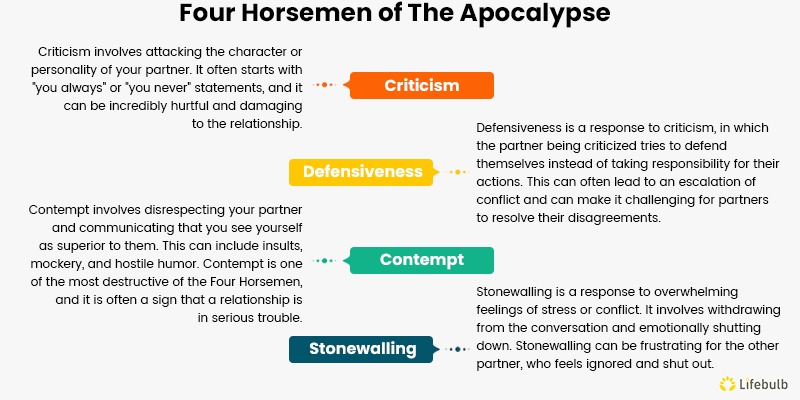 Four Horsemen of The Apocalypse
Criticism involves attacking the character or
personality of your partner. It often starts with
"you always" or "you never" statements, and it
can be incredibly hurtful and damaging
to the relationship.
Criticism
Defensiveness is a response to criticism, in which
the partner being criticized tries to defend
themselves instead of taking responsibility for their
actions. This can often lead to an escalation of
conflict and can make it challenging for partners
to resolve their disagreements.
Defensiveness
Contempt involves disrespecting your partner
and communicating that you see yourself
as superior to them. This can include insults,
mockery, and hostile humor. Contempt is one
of the most destructive of the Four Horsemen,
and it is often a sign that a relationship is
in serious trouble.
Contempt
Stonewalling is a response to overwhelming
feelings of stress or conflict. It involves withdrawing
from the conversation and emotionally shutting
down. Stonewalling can be frustrating for the other
partner, who feels ignored and shut out.
Stonewalling
Lifebulb